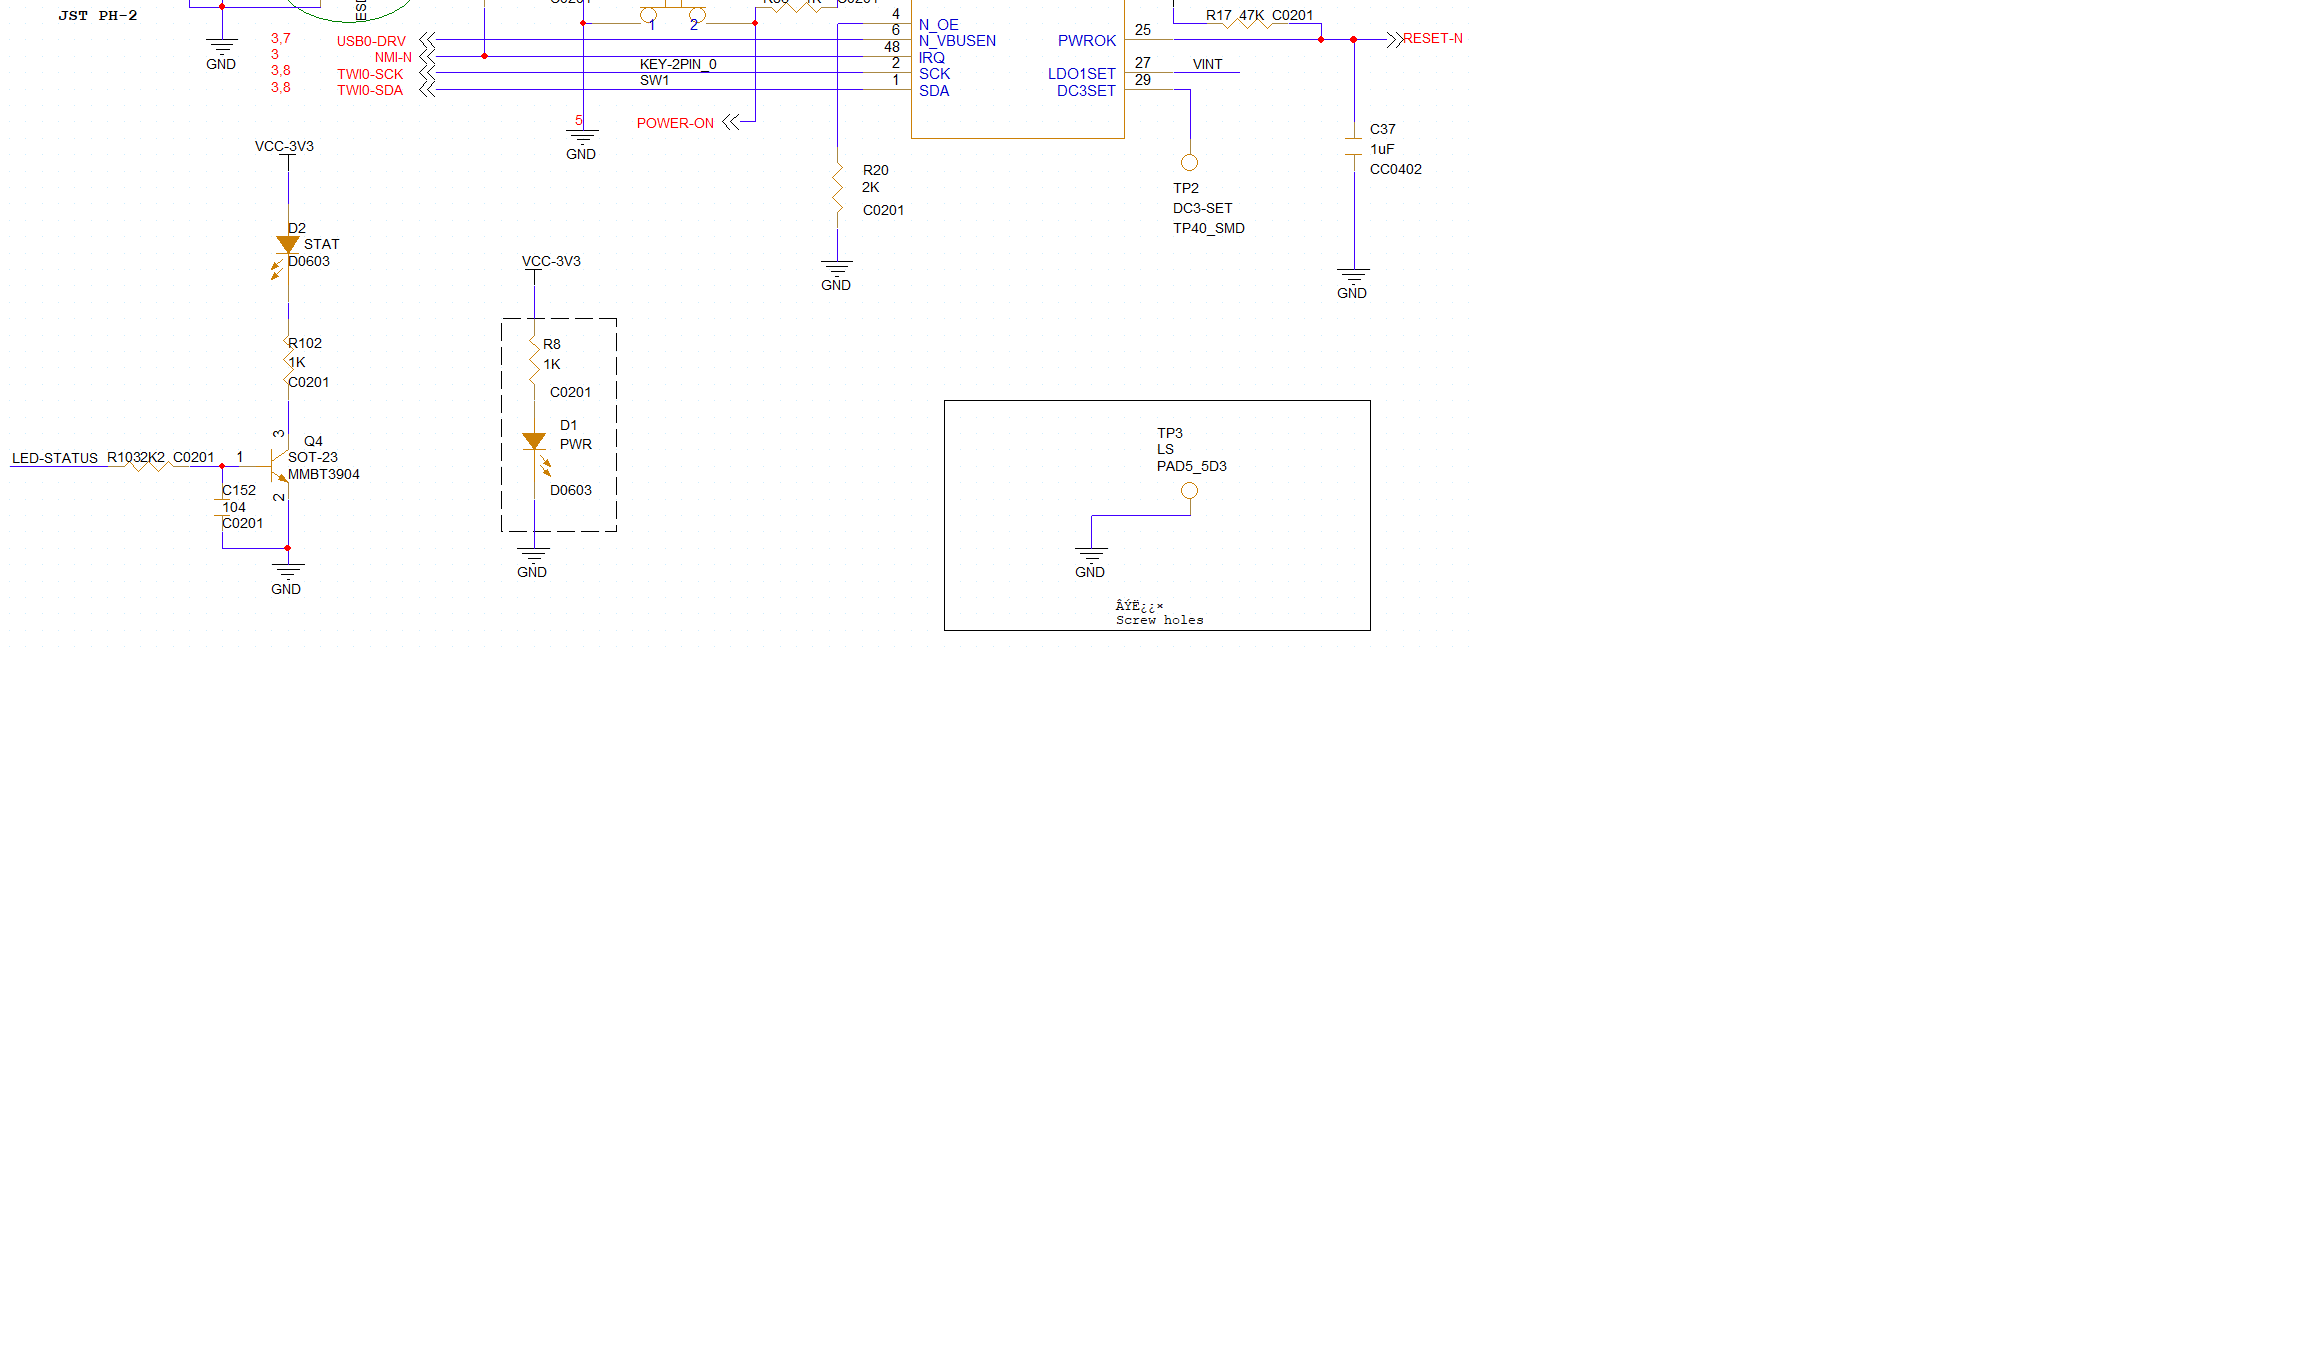 JST PH-2
GND
3,7
3
3,8
3,8
USB0-DRV
NMI-N
TWI0-SCK
TWI0-SDA
1
2
KEY-2PIN_0
SW1
5
GND
POWER-ON
4
6
48
2
1
N_OE
N_VBUSEN
IRQ
SCK
SDA
PWROK
LDO1SET
DC3SET
25
27
29
R17 47K C0201
RESET-N
VINT
C37
1uF
CC0402
GND
TP2
DC3-SET
TP40_SMD
R20
2K
C0201
GND
VCC-3V3
D2
STAT
D0603
R102
1K
C0201
3
Q4
SOT-23
MMBT3904
LED-STATUS R103 2K2 C0201 1
2
C152
104
C0201
GND
VCC-3V3
R8
1K
C0201
D1
PWR
D0603
GND
TP3
LS
PAD5_5D3
GND
ÂÝË¿¿×
Screw holes